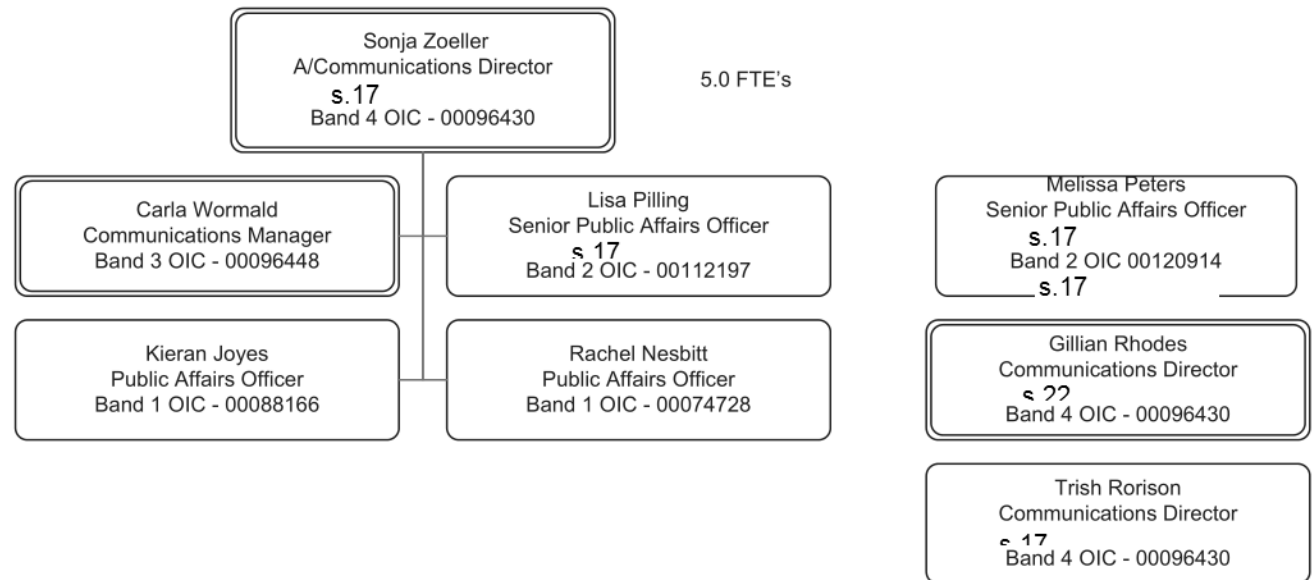 Sonja Zoeller
A/Communications Director
s.17
Band 4 OIC - 00096430
5.0 FTE's
Carla Wormald
Communications Manager
Band 3 OIC - 00096448
Lisa Pilling
Senior Public Affairs Officer
s.17
Band 2 OIC - 00112197
Melissa Peters
Senior Public Affairs Officer
s.17
Band 2 OIC 00120914
s.17
Kieran Joyes
Public Affairs Officer
Band 1 OIC - 00088166
Rachel Nesbitt
Public Affairs Officer
Band 1 OIC - 00074728
Gillian Rhodes
Communications Director
s.22
Band 4 OIC - 00096430
Trish Rorison
Communications Director
s.17
Band 4 OIC - 00096430